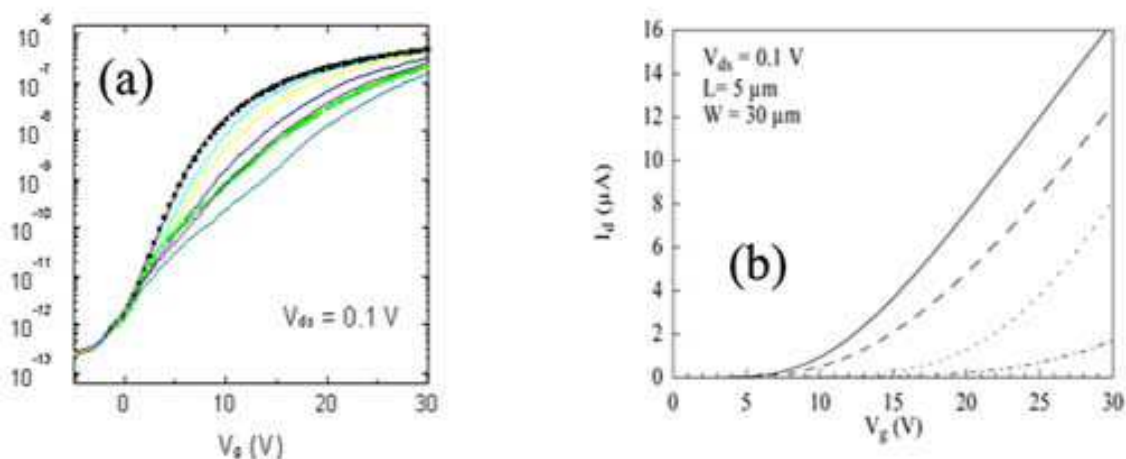 (a)
10⁻⁶
10⁻⁷
10⁻⁸
10⁻⁹
10⁻¹⁰
10⁻¹¹
10⁻¹²
10⁻¹³
V_ds = 0.1 V
0 10 20 30
V_g (V)
V_ds = 0.1 V
L= 5 µm
W = 30 µm
(b)
I_d (µA)
16
14
12
10
8
6
4
2
0
0 5 10 15 20 25 30
V_g (V)